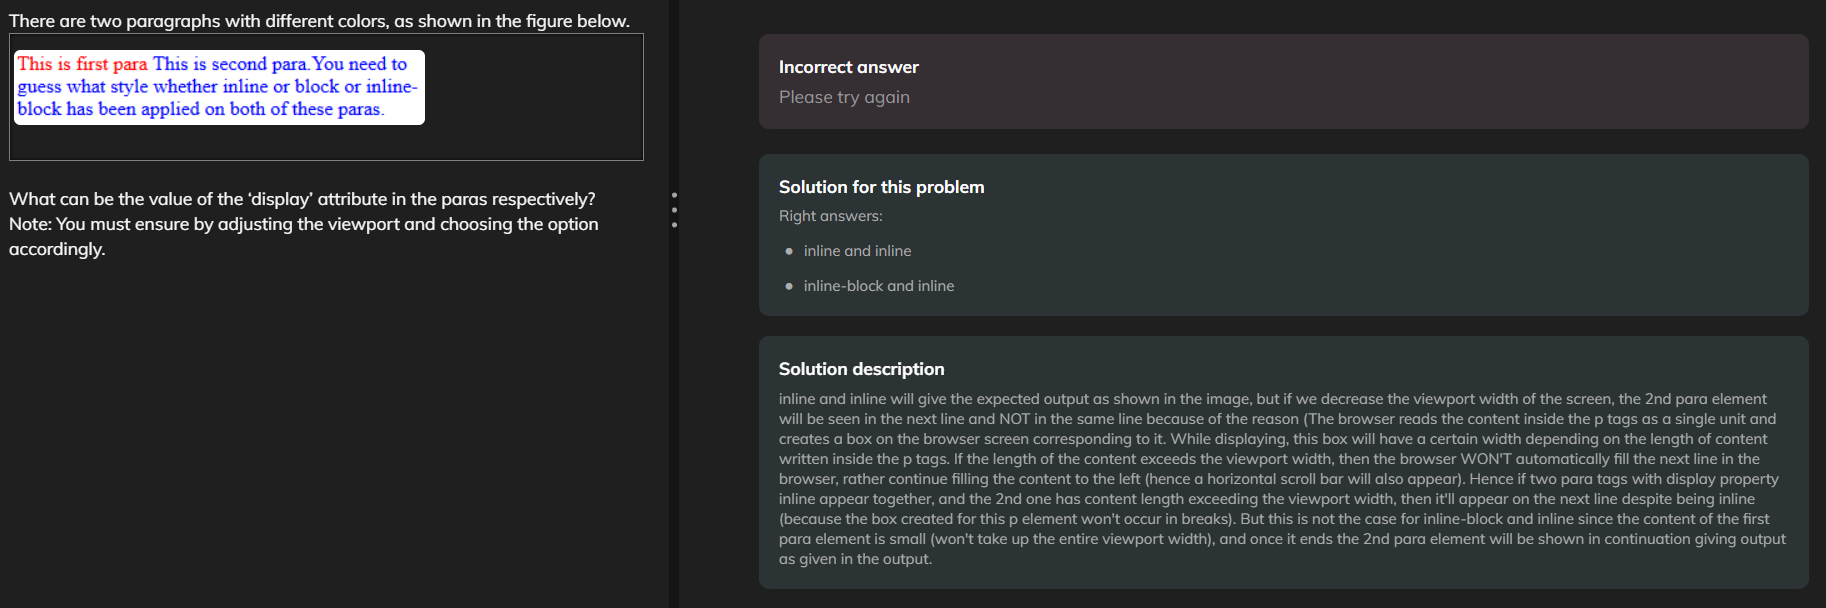 There are two paragraphs with different colors, as shown in the figure below.
This is first para This is second para.You need to
guess what style whether inline or block or inline-
block has been applied on both of these paras.
What can be the value of the ‘display’ attribute in the paras respectively?
Note: You must ensure by adjusting the viewport and choosing the option
accordingly.
Incorrect answer
Please try again
Solution for this problem
Right answers:
● inline and inline
● inline-block and inline
Solution description
inline and inline will give the expected output as shown in the image, but if we decrease the viewport width of the screen, the 2nd para element
will be seen in the next line and NOT in the same line because of the reason (The browser reads the content inside the p tags as a single unit and
creates a box on the browser screen corresponding to it. While displaying, this box will have a certain width depending on the length of content
written inside the p tags. If the length of the content exceeds the viewport width, then the browser WON'T automatically fill the next line in the
browser, rather continue filling the content to the left (hence a horizontal scroll bar will also appear). Hence if two para tags with display property
inline appear together, and the 2nd one has content length exceeding the viewport width, then it'll appear on the next line despite being inline
(because the box created for this p element won't occur in breaks). But this is not the case for inline-block and inline since the content of the first
para element is small (won't take up the entire viewport width), and once it ends the 2nd para element will be shown in continuation giving output
as given in the output.